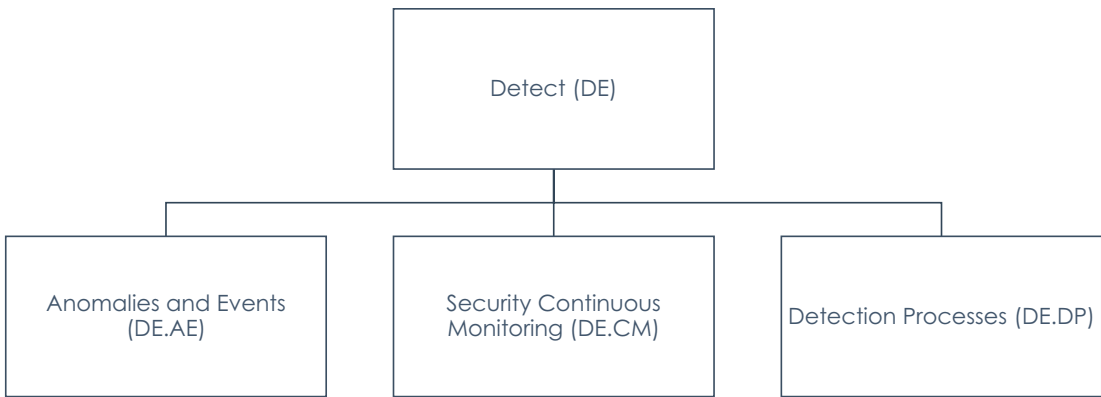 Detect (DE)
Anomalies and Events
(DE.AE)
Security Continuous
Monitoring (DE.CM)
Detection Processes (DE.DP)